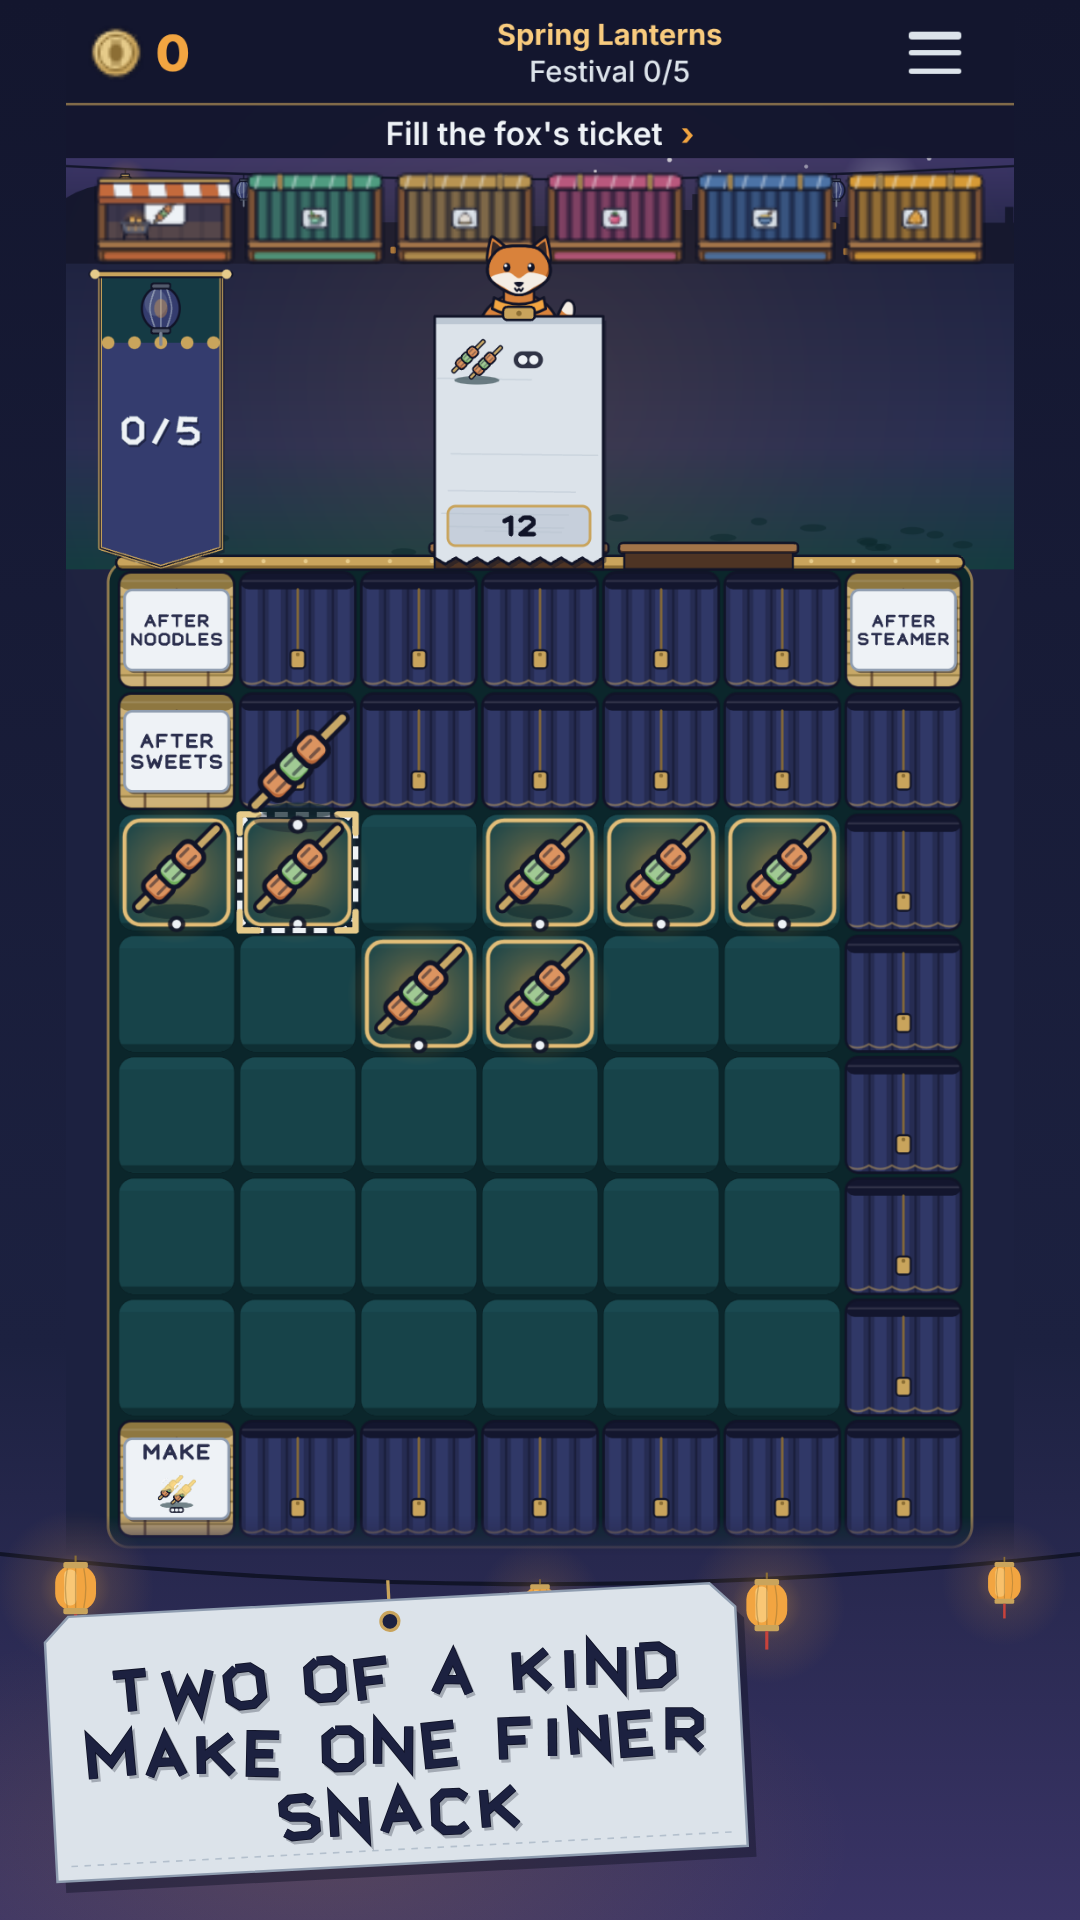 0
Spring Lanterns
Festival 0/5
Fill the fox's ticket ›
0/5
12
AFTER
NOODLES
AFTER
STEAMER
AFTER
SWEETS
MAKE
TWO OF A KIND
MAKE ONE FINER
SNACK